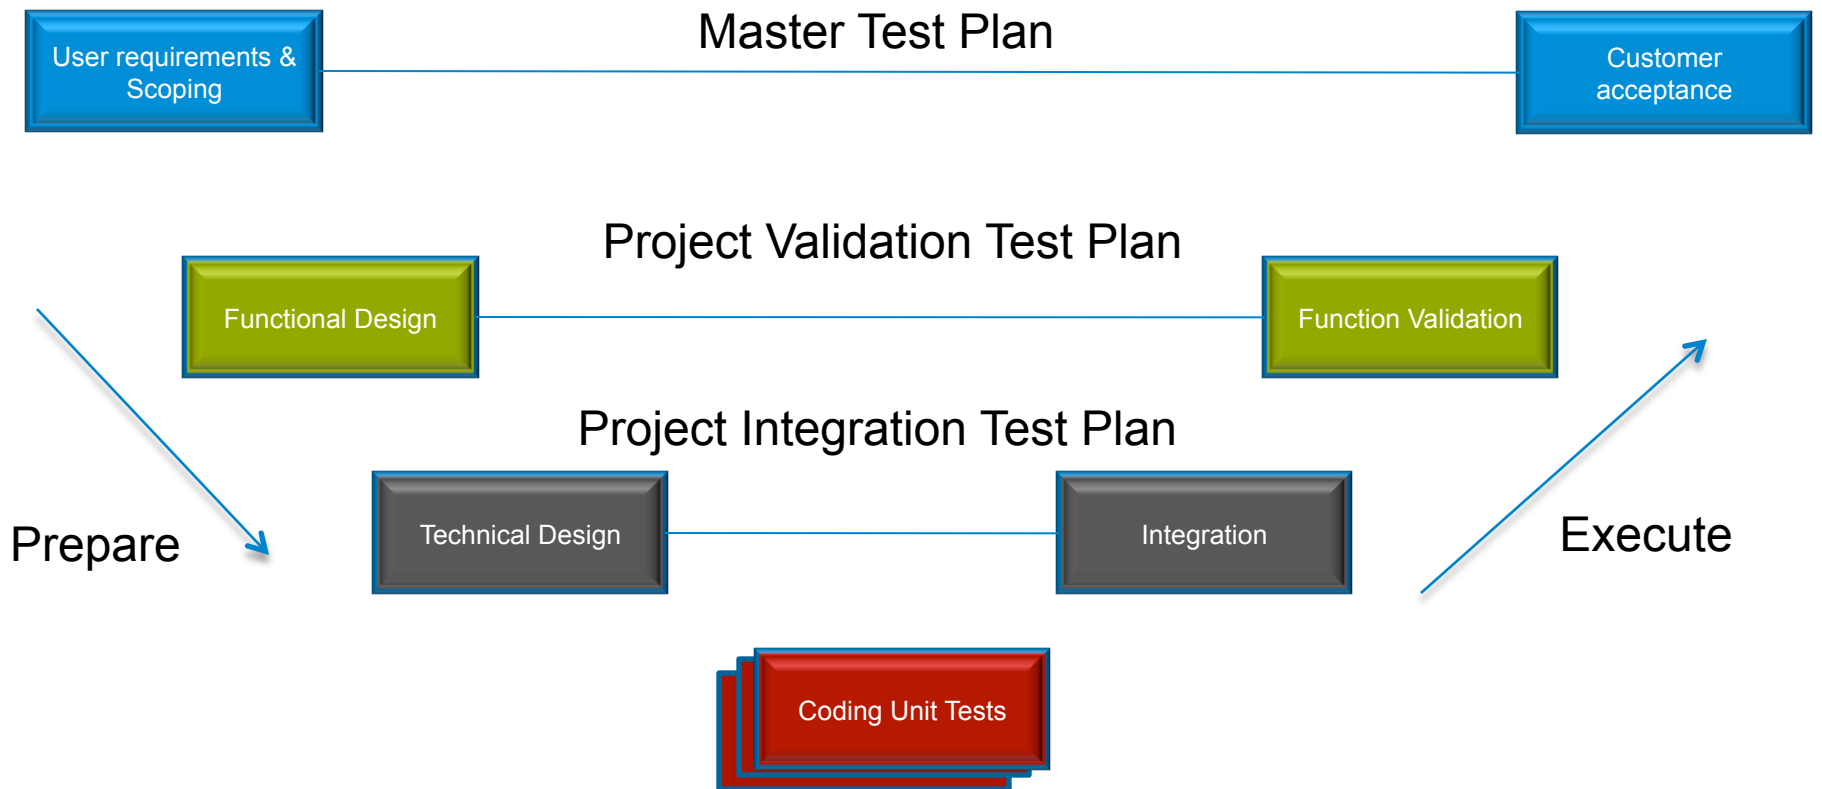 Master Test Plan
User requirements &
Scoping
Customer
acceptance
Project Validation Test Plan
Functional Design
Function Validation
Project Integration Test Plan
Technical Design
Integration
Prepare
Execute
Coding Unit Tests